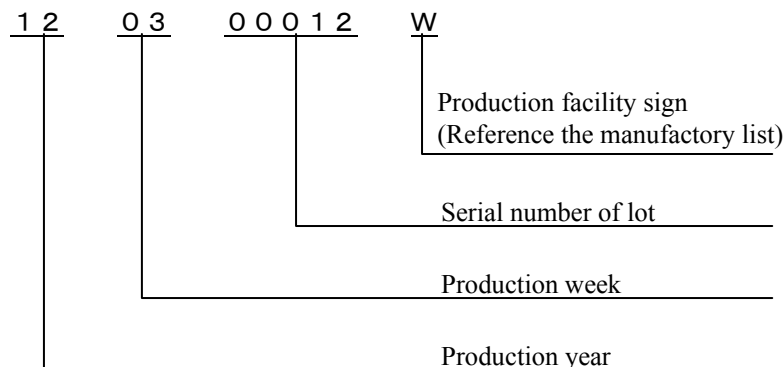 12 03 00012 W
Production facility sign
(Reference the manufactory list)
Serial number of lot
Production week
Production year